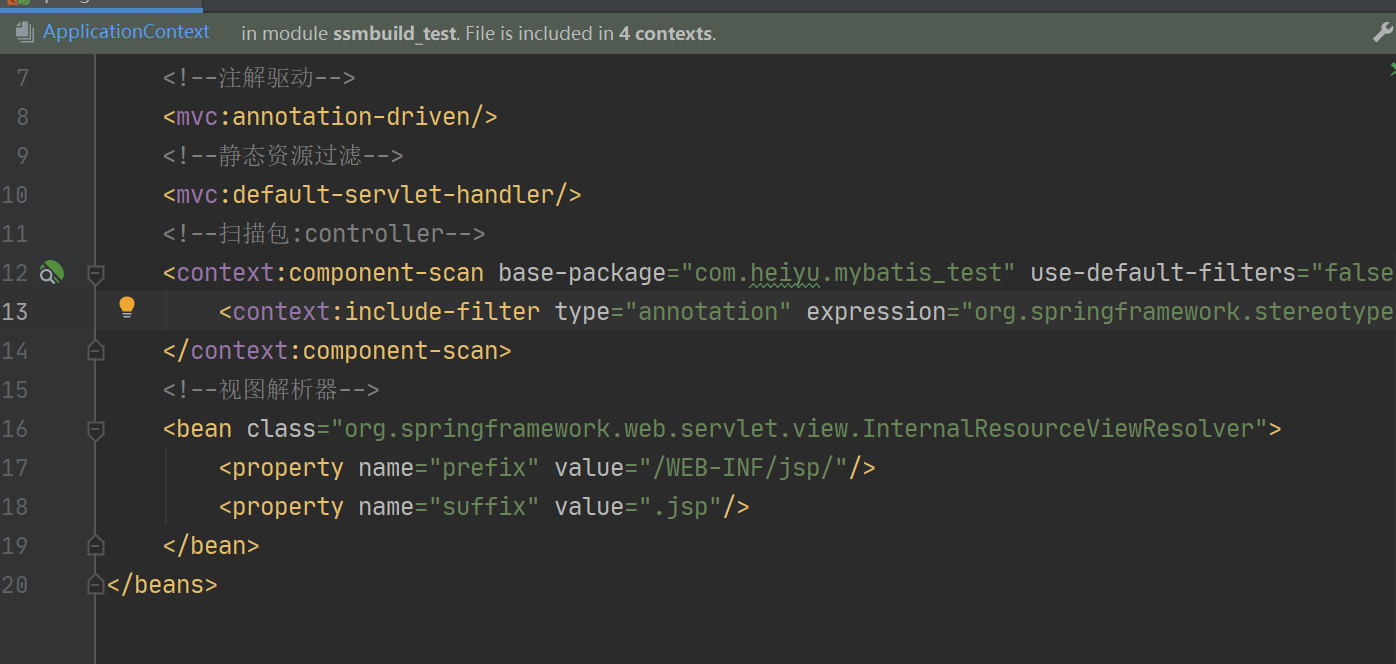 ApplicationContext in module ssmbuild_test. File is included in 4 contexts.
7 <!--注解驱动-->
8 <mvc:annotation-driven/>
9 <!--静态资源过滤-->
10 <mvc:default-servlet-handler/>
11 <!--扫描包:controller-->
12 <context:component-scan base-package="com.heiyu.mybatis_test" use-default-filters="false
13 <context:include-filter type="annotation" expression="org.springframework.stereotype
14 </context:component-scan>
15 <!--视图解析器-->
16 <bean class="org.springframework.web.servlet.view.InternalResourceViewResolver">
17 <property name="prefix" value="/WEB-INF/jsp/"/>
18 <property name="suffix" value=".jsp"/>
19 </bean>
20 </beans>